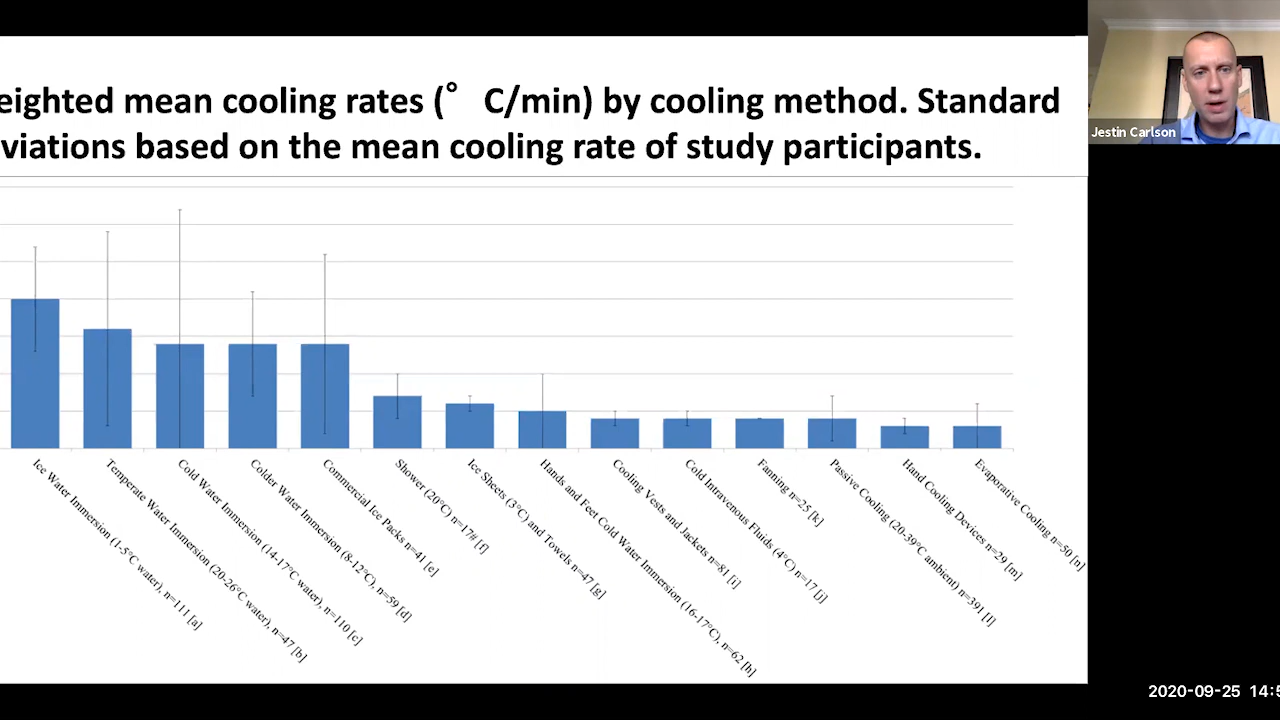 eighted mean cooling rates (° C/min) by cooling method. Standard
viations based on the mean cooling rate of study participants.
Jestin Carlson
Ice Water Immersion (1-5°C water), n=111 [a]
Temperate Water Immersion (20-26°C water), n=47 [b]
Cold Water Immersion (14-17°C water), n=110 [c]
Colder Water Immersion (8-12°C), n=59 [d]
Commercial Ice Packs n=41 [e]
Shower (20°C) n=17# [f]
Ice Sheets (3°C) and Towels n=47 [g]
Hands and Feet Cold Water Immersion (16-17°C), n=62 [h]
Cooling Vests and Jackets n=81 [i]
Cold Intravenous Fluids (4°C) n=17 [j]
Fanning n=25 [k]
Passive Cooling (20-39°C ambient) n=391 [l]
Hand Cooling Devices n=29 [m]
Evaporative Cooling n=50 [n]
2020-09-25 14:5